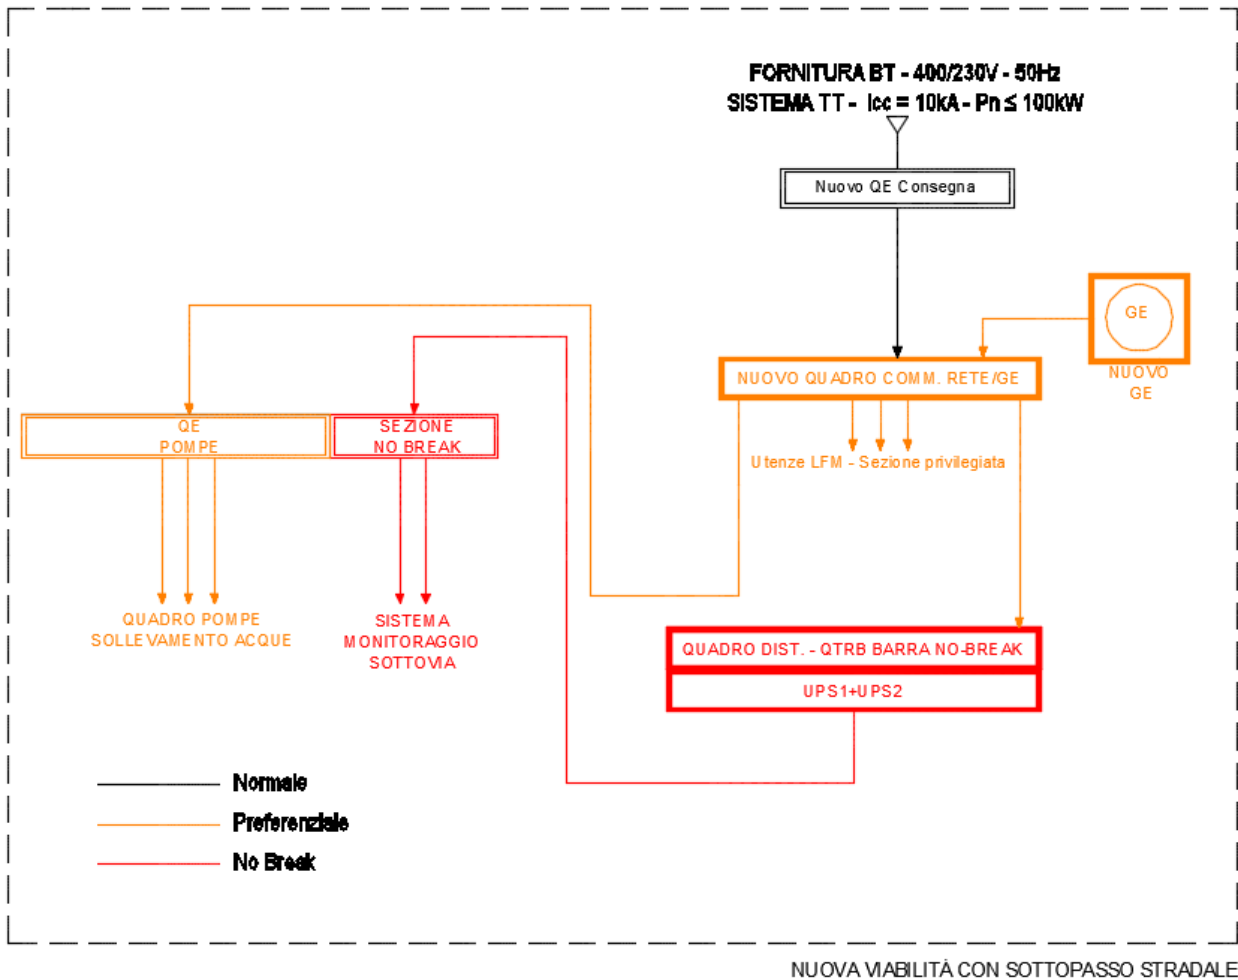 FORNITURA BT - 400/230V - 50Hz
SISTEMA TT - Icc = 10kA - Pn ≤ 100kW
Nuovo QE Consegna
GE
NUOVO
GE
NUOVO QUADRO COMM. RETE/GE
Utenze LFM - Sezione privilegiata
QE
POMPE
SEZIONE
NO BREAK
QUADRO POMPE
SOLLEVAMENTO ACQUE
SISTEMA
MONITORAGGIO
SOTTOVIA
QUADRO DIST. - QTRB BARRA NO-BREAK
UPS1+UPS2
Normale
Preferenziale
No Break
NUOVA VIABILITÀ CON SOTTOPASSO STRADALE